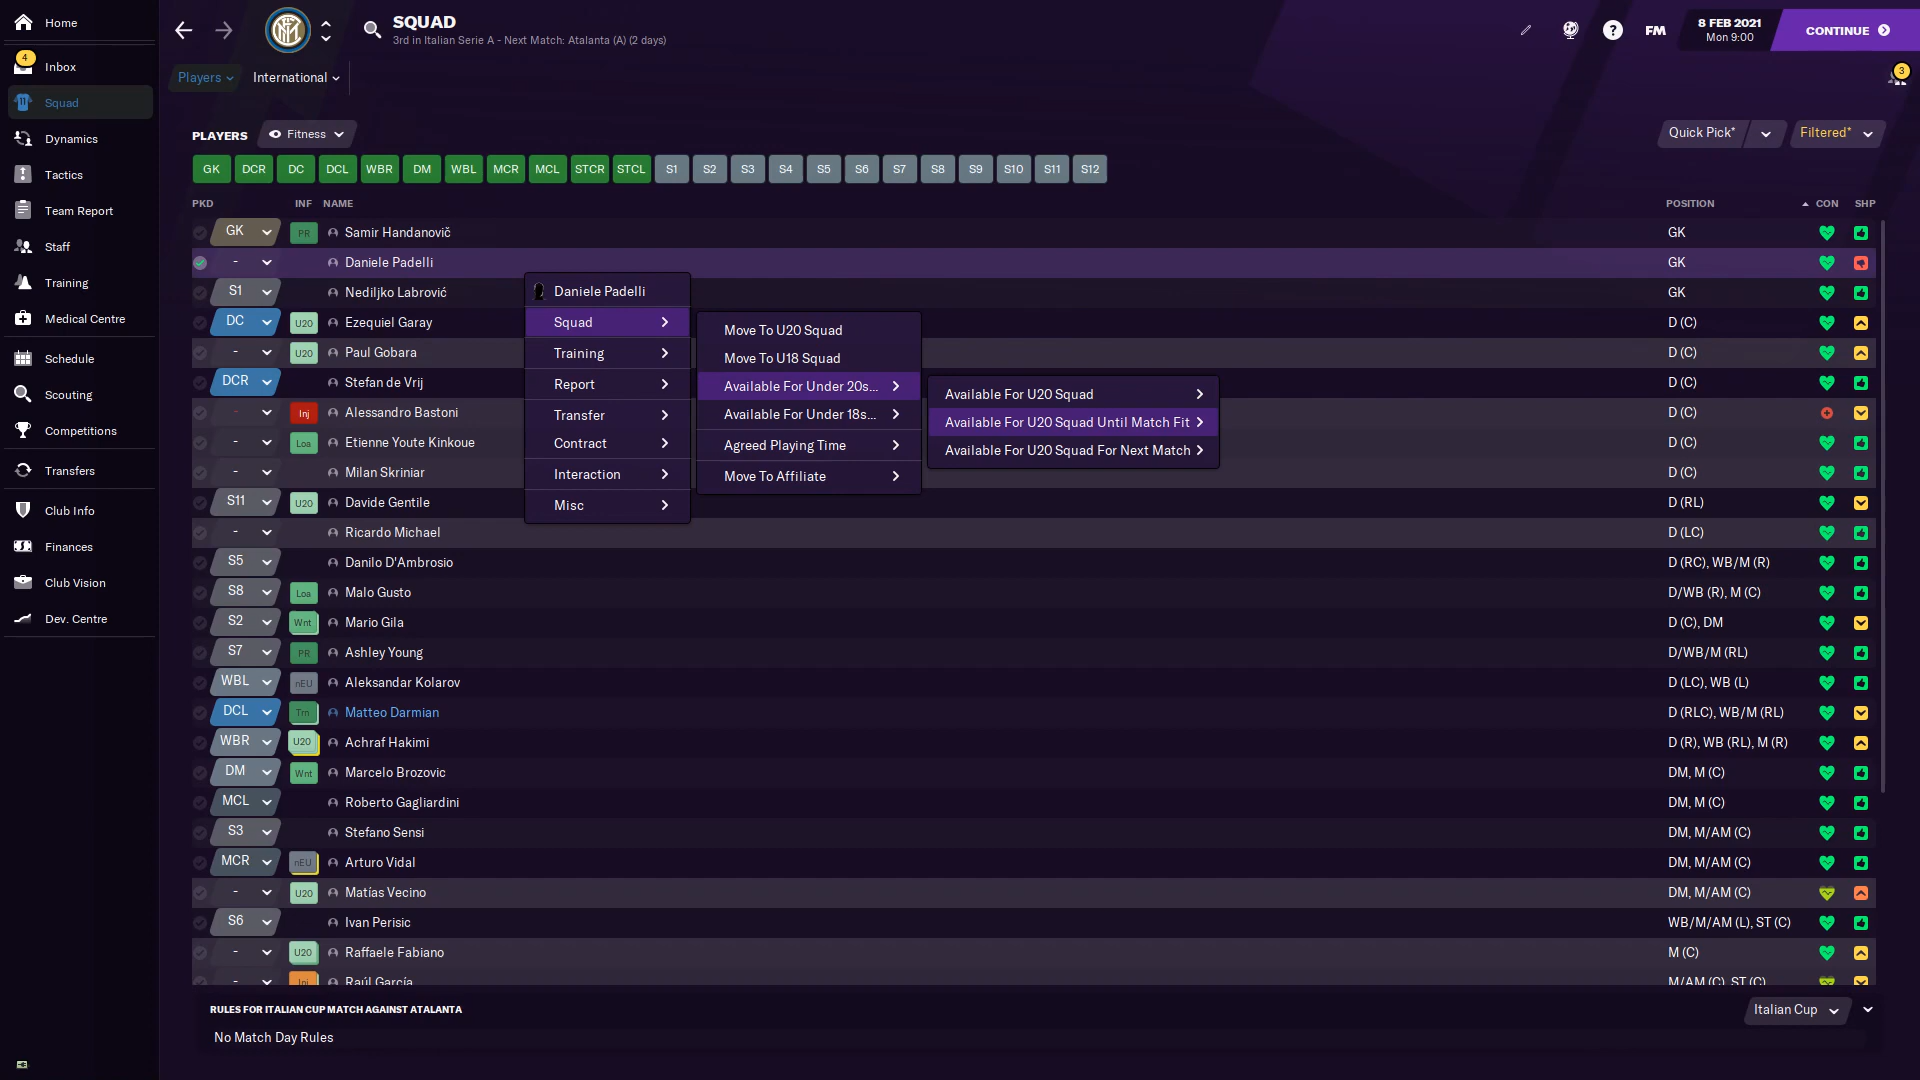 Home
4
Inbox
Squad
Dynamics
Tactics
Team Report
Staff
Training
Medical Centre
Schedule
Scouting
Competitions
Transfers
Club Info
Finances
Club Vision
Dev. Centre
SQUAD
3rd in Italian Serie A - Next Match: Atalanta (A) (2 days)
FM
8 FEB 2021
Mon 9:00
CONTINUE
Players
International
3
PLAYERS
Fitness
Quick Pick*
Filtered*
GK DCR DC DCL WBR DM WBL MCR MCL STCR STCL S1 S2 S3 S4 S5 S6 S7 S8 S9 S10 S11 S12
PKD INF NAME POSITION CON SHP
GK PR Samir Handanovič GK
- Daniele Padelli GK
S1 Nediljko Labrović GK
DC U20 Ezequiel Garay D (C)
- U20 Paul Gobara D (C)
DCR Stefan de Vrij D (C)
- Inj Alessandro Bastoni D (C)
- Loa Etienne Youte Kinkoue D (C)
- Milan Skriniar D (C)
S11 U20 Davide Gentile D (RL)
- Ricardo Michael D (LC)
S5 Danilo D'Ambrosio D (RC), WB/M (R)
S8 Loa Malo Gusto D/WB (R), M (C)
S2 Wnt Mario Gila D (C), DM
S7 PR Ashley Young D/WB/M (RL)
WBL nEU Aleksandar Kolarov D (LC), WB (L)
DCL Trn Matteo Darmian D (RLC), WB/M (RL)
WBR U20 Achraf Hakimi D (R), WB (RL), M (R)
DM Wnt Marcelo Brozovic DM, M (C)
MCL Roberto Gagliardini DM, M (C)
S3 Stefano Sensi DM, M/AM (C)
MCR nEU Arturo Vidal DM, M/AM (C)
- U20 Matías Vecino DM, M/AM (C)
S6 Ivan Perisic WB/M/AM (L), ST (C)
- U20 Raffaele Fabiano M (C)
- Inj Raúl García M/AM (C), ST (C)
Daniele Padelli
Squad
Training
Report
Transfer
Contract
Interaction
Misc
Move To U20 Squad
Move To U18 Squad
Available For Under 20s...
Available For Under 18s...
Agreed Playing Time
Move To Affiliate
Available For U20 Squad
Available For U20 Squad Until Match Fit
Available For U20 Squad For Next Match
RULES FOR ITALIAN CUP MATCH AGAINST ATALANTA
Italian Cup
No Match Day Rules